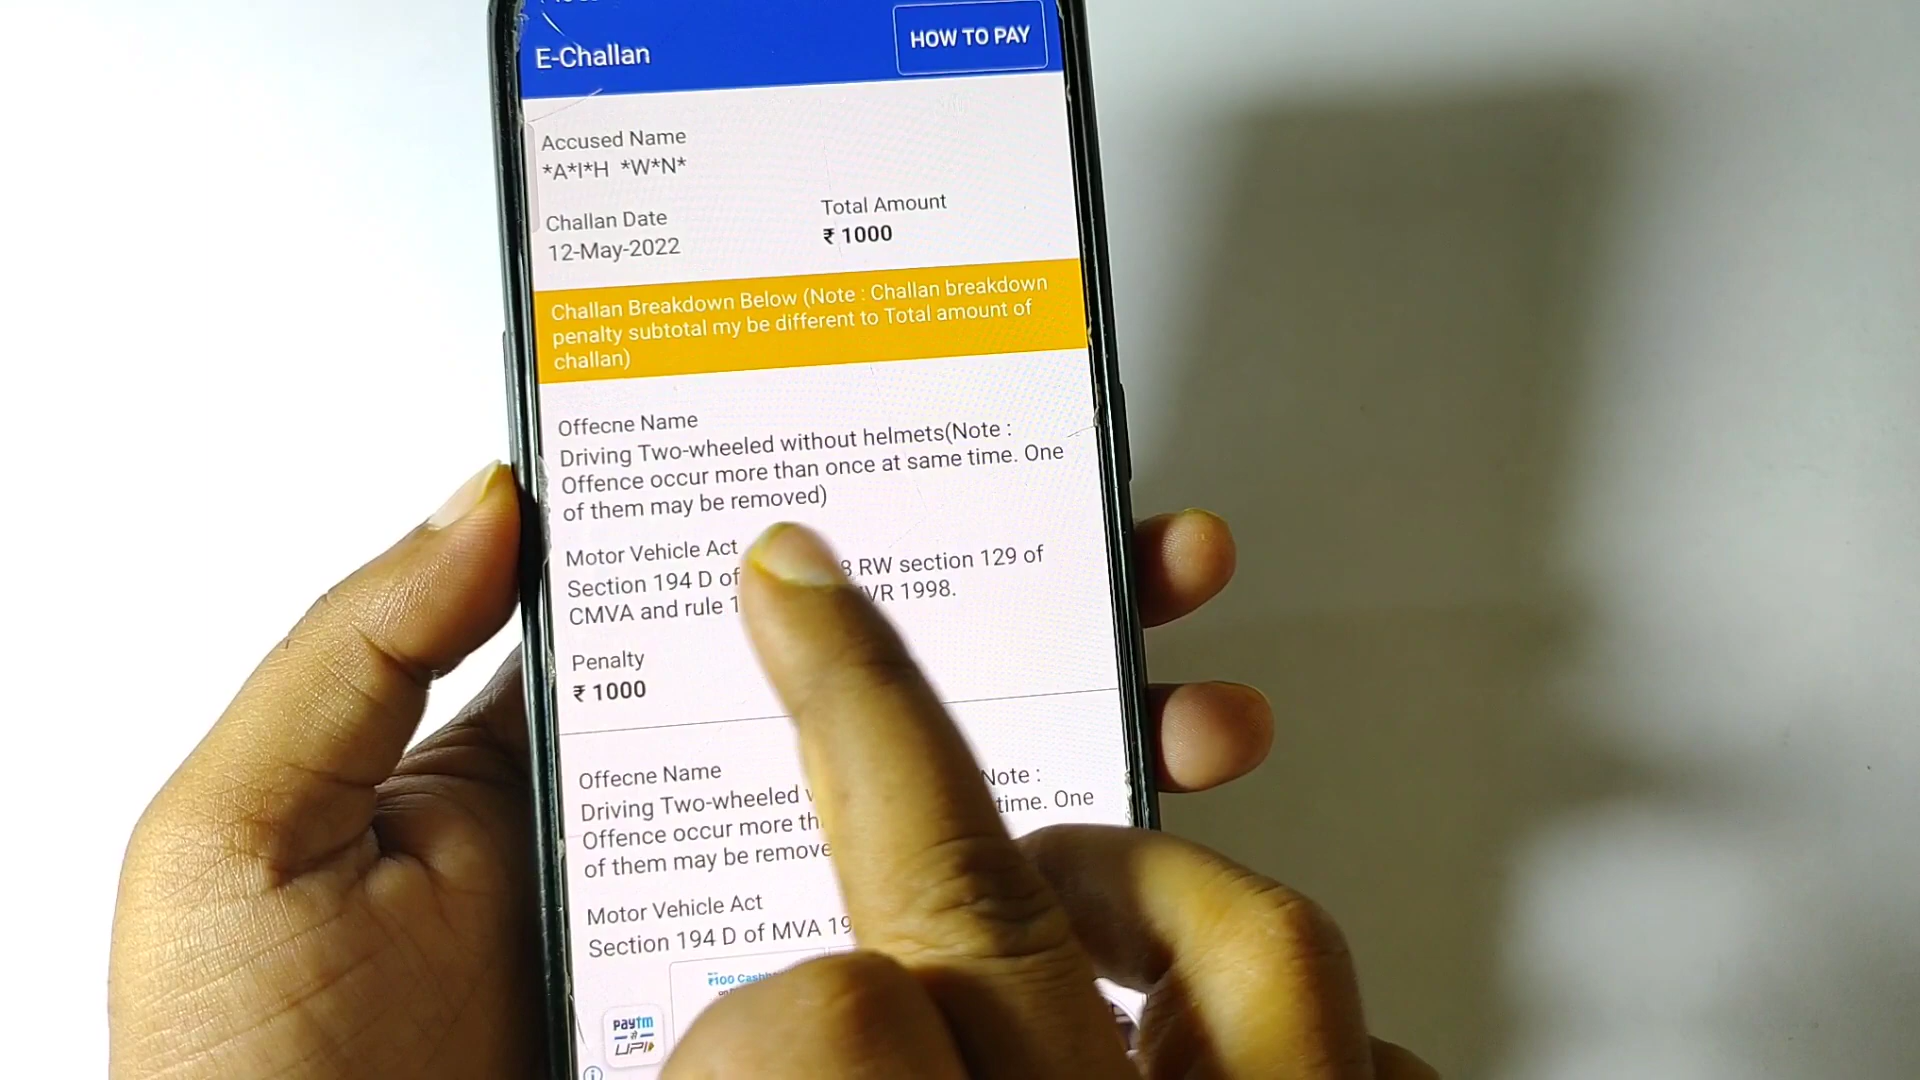 E-Challan
HOW TO PAY
Accused Name
*A*I*H *W*N*
Challan Date
12-May-2022
Total Amount
₹ 1000
Challan Breakdown Below (Note : Challan breakdown
penalty subtotal my be different to Total amount of
challan)
Offecne Name
Driving Two-wheeled without helmets(Note :
Offence occur more than once at same time. One
of them may be removed)
Motor Vehicle Act
Section 194 D of 8 RW section 129 of
CMVA and rule 1 VR 1998.
Penalty
₹ 1000
Offecne Name
Driving Two-wheeled Note :
Offence occur more th time. One
of them may be remove
Motor Vehicle Act
Section 194 D of MVA 19
₹100
paytm
से
UPI